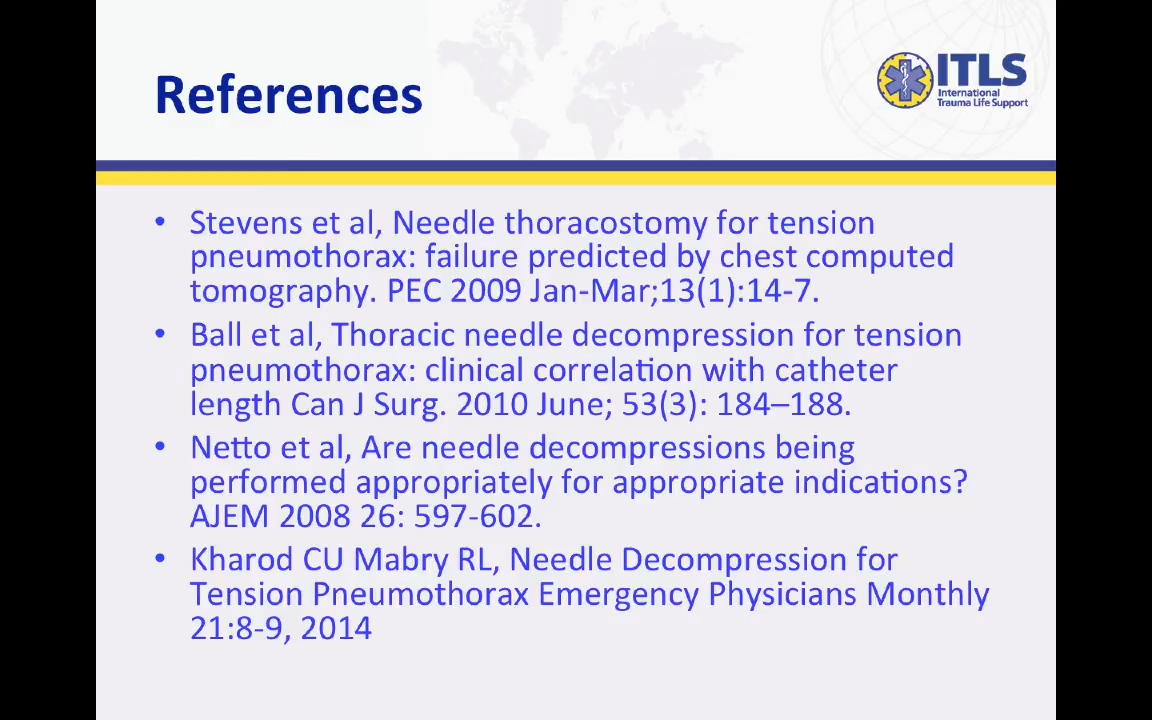 References
ITLS
International
Trauma Life Support
• Stevens et al, Needle thoracostomy for tension
pneumothorax: failure predicted by chest computed
tomography. PEC 2009 Jan-Mar;13(1):14-7.
• Ball et al, Thoracic needle decompression for tension
pneumothorax: clinical correlation with catheter
length Can J Surg. 2010 June; 53(3): 184–188.
• Netto et al, Are needle decompressions being
performed appropriately for appropriate indications?
AJEM 2008 26: 597-602.
• Kharod CU Mabry RL, Needle Decompression for
Tension Pneumothorax Emergency Physicians Monthly
21:8-9, 2014